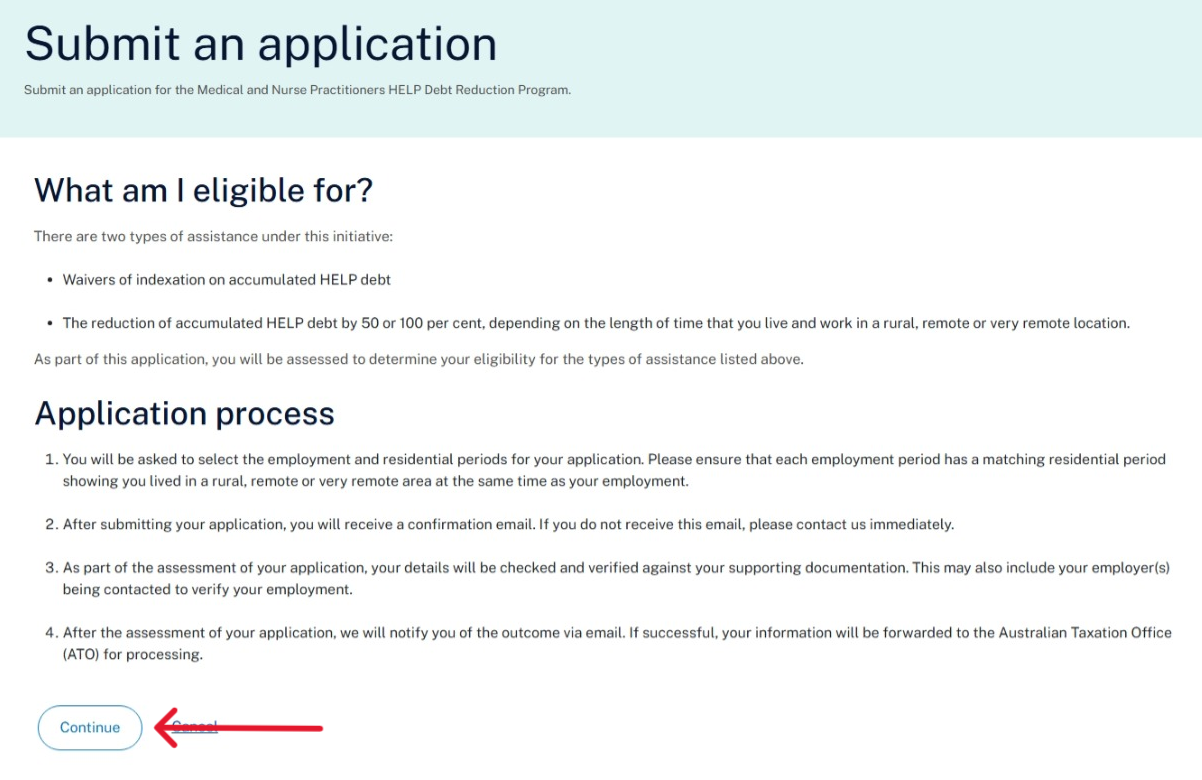 Submit an application
Submit an application for the Medical and Nurse Practitioners HELP Debt Reduction Program.
What am I eligible for?
There are two types of assistance under this initiative:
• Waivers of indexation on accumulated HELP debt
• The reduction of accumulated HELP debt by 50 or 100 per cent, depending on the length of time that you live and work in a rural, remote or very remote location.
As part of this application, you will be assessed to determine your eligibility for the types of assistance listed above.
Application process
1. You will be asked to select the employment and residential periods for your application. Please ensure that each employment period has a matching residential period
showing you lived in a rural, remote or very remote area at the same time as your employment.
2. After submitting your application, you will receive a confirmation email. If you do not receive this email, please contact us immediately.
3. As part of the assessment of your application, your details will be checked and verified against your supporting documentation. This may also include your employer(s)
being contacted to verify your employment.
4. After the assessment of your application, we will notify you of the outcome via email. If successful, your information will be forwarded to the Australian Taxation Office
(ATO) for processing.
Continue Cancel